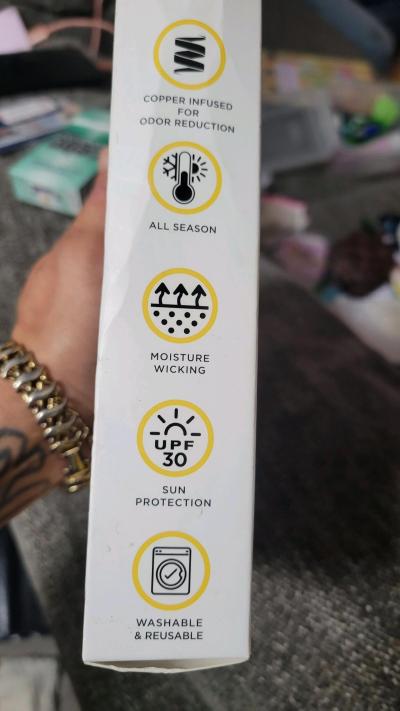 COPPER INFUSED
FOR
ODOR REDUCTION
ALL SEASON
MOISTURE
WICKING
UPF
30
SUN
PROTECTION
WASHABLE
& REUSABLE